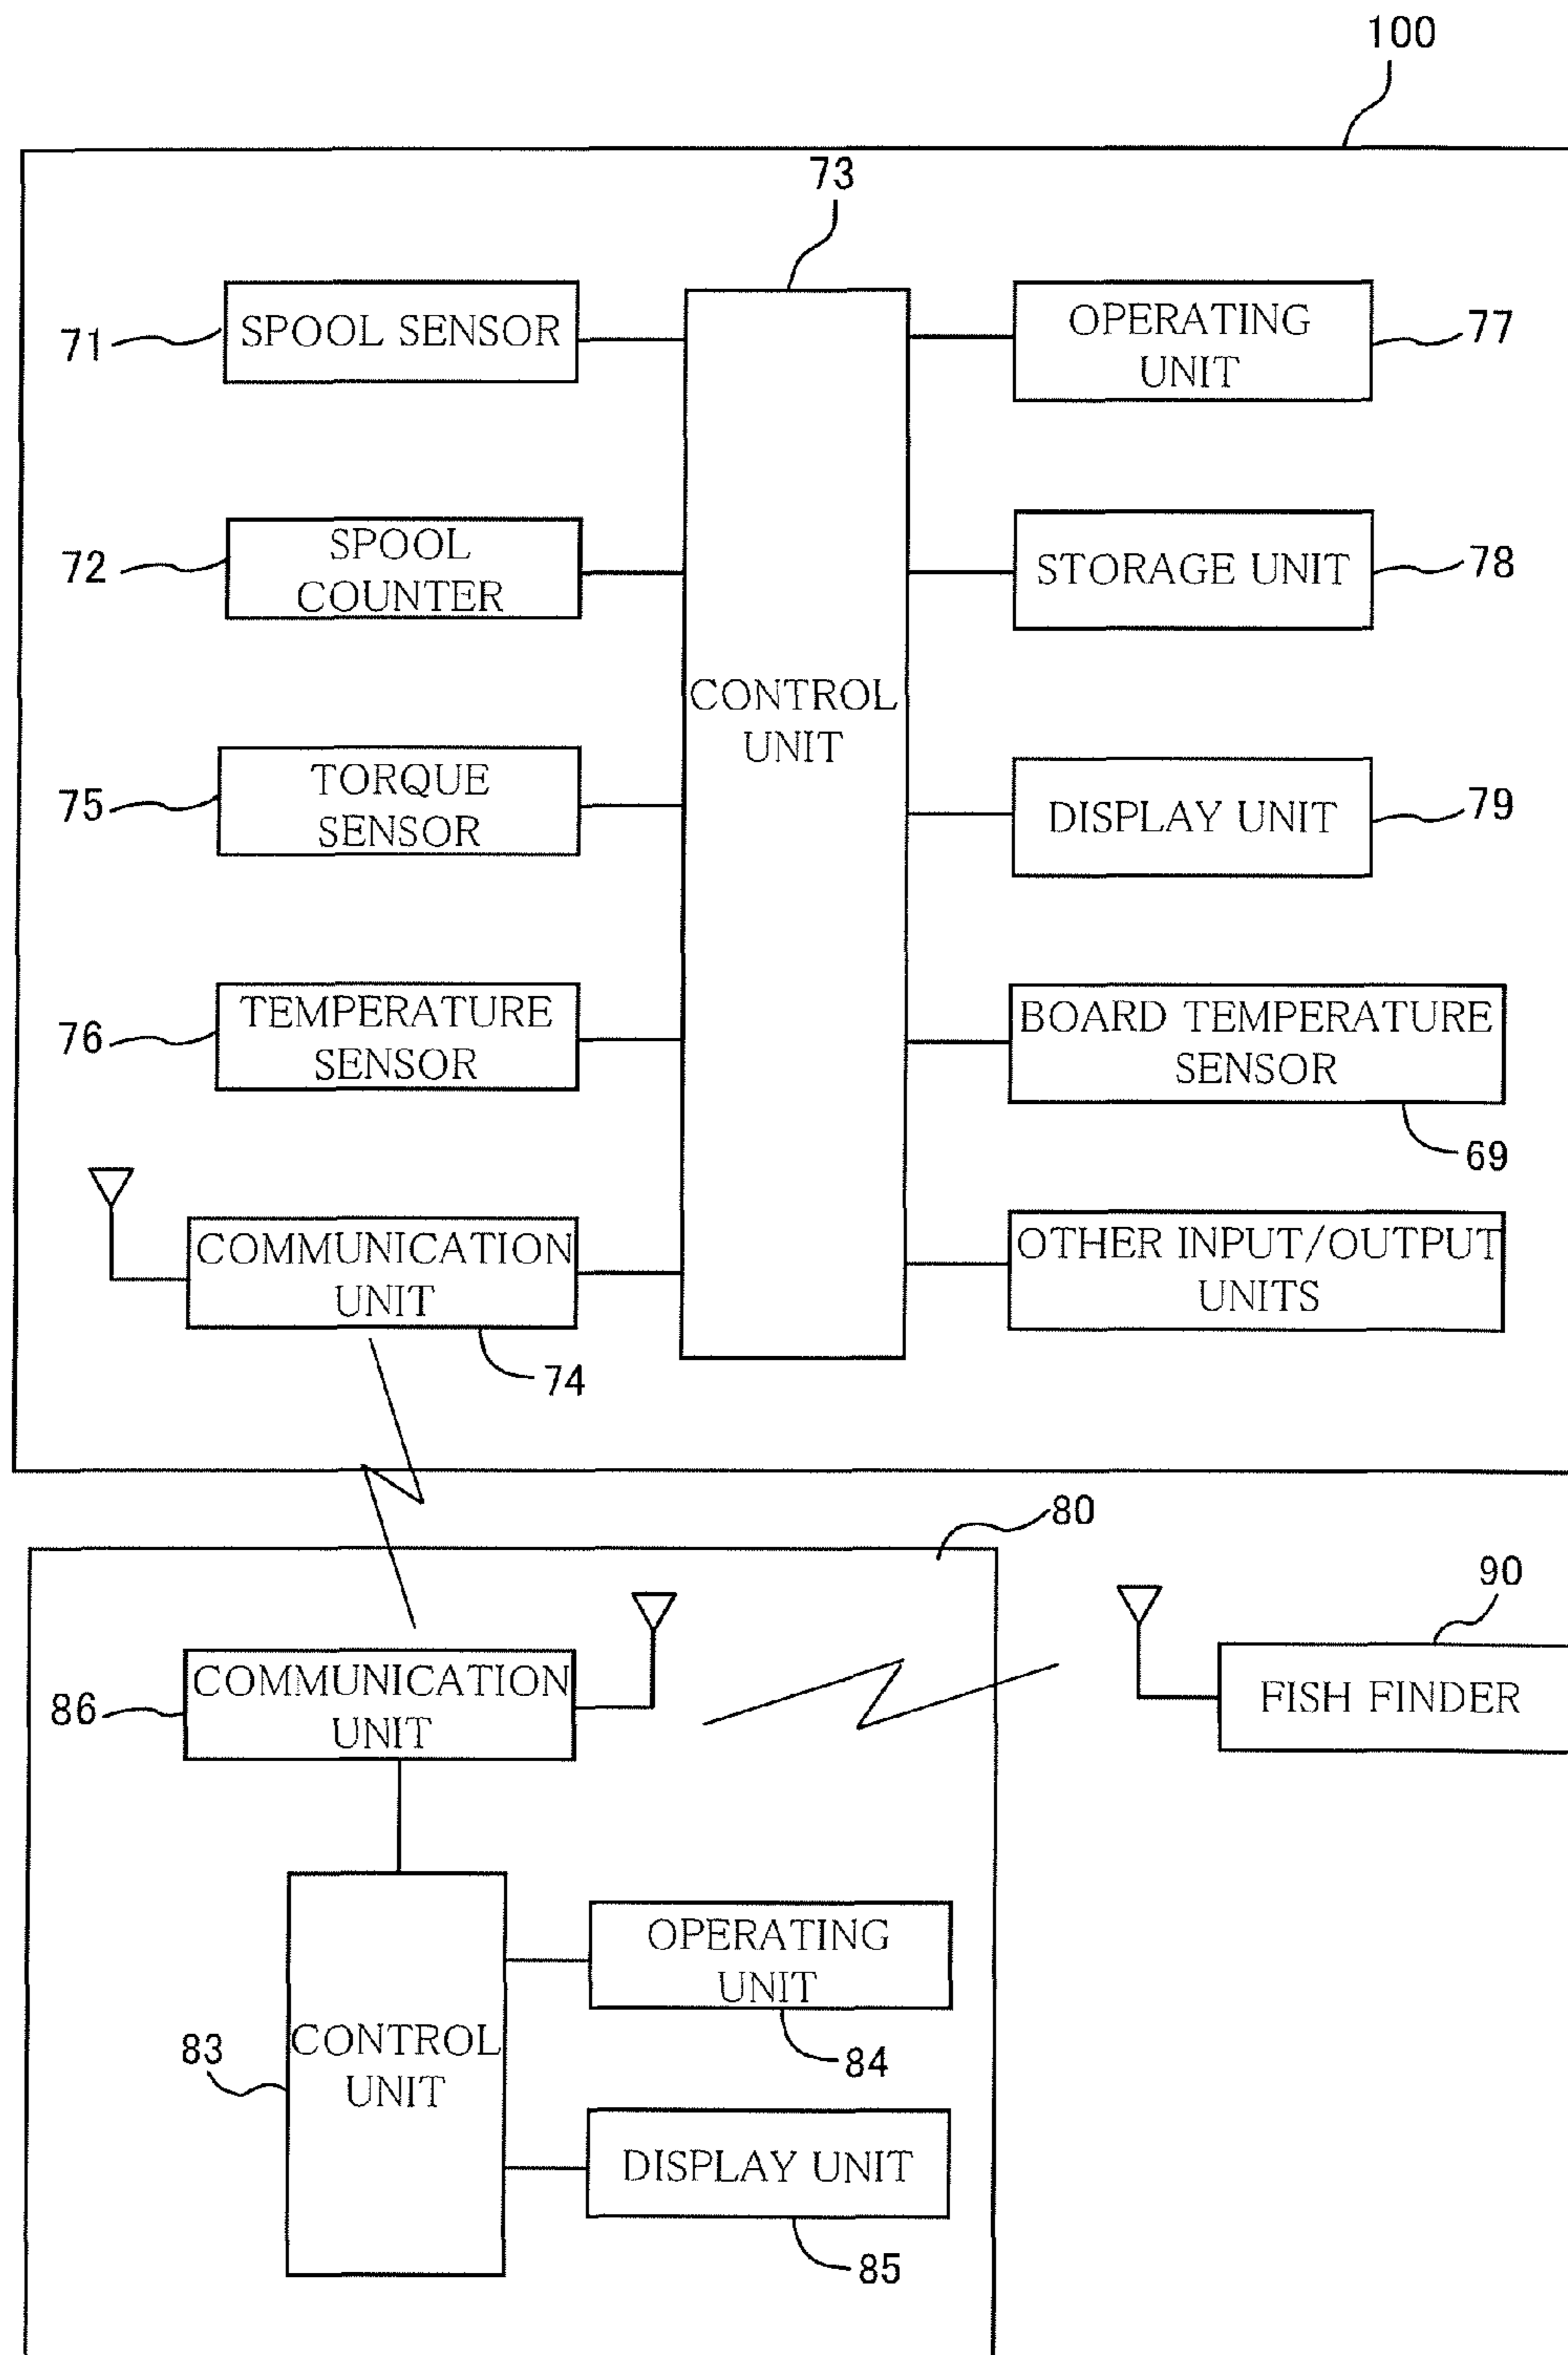 100
73
71
SPOOL SENSOR
OPERATING
UNIT
77
72
SPOOL
COUNTER
STORAGE UNIT
78
CONTROL
UNIT
75
TORQUE
SENSOR
DISPLAY UNIT
79
76
TEMPERATURE
SENSOR
BOARD TEMPERATURE
SENSOR
69
COMMUNICATION
UNIT
74
OTHER INPUT/OUTPUT
UNITS
80
90
86
COMMUNICATION
UNIT
FISH FINDER
OPERATING
UNIT
84
83
CONTROL
UNIT
DISPLAY UNIT
85